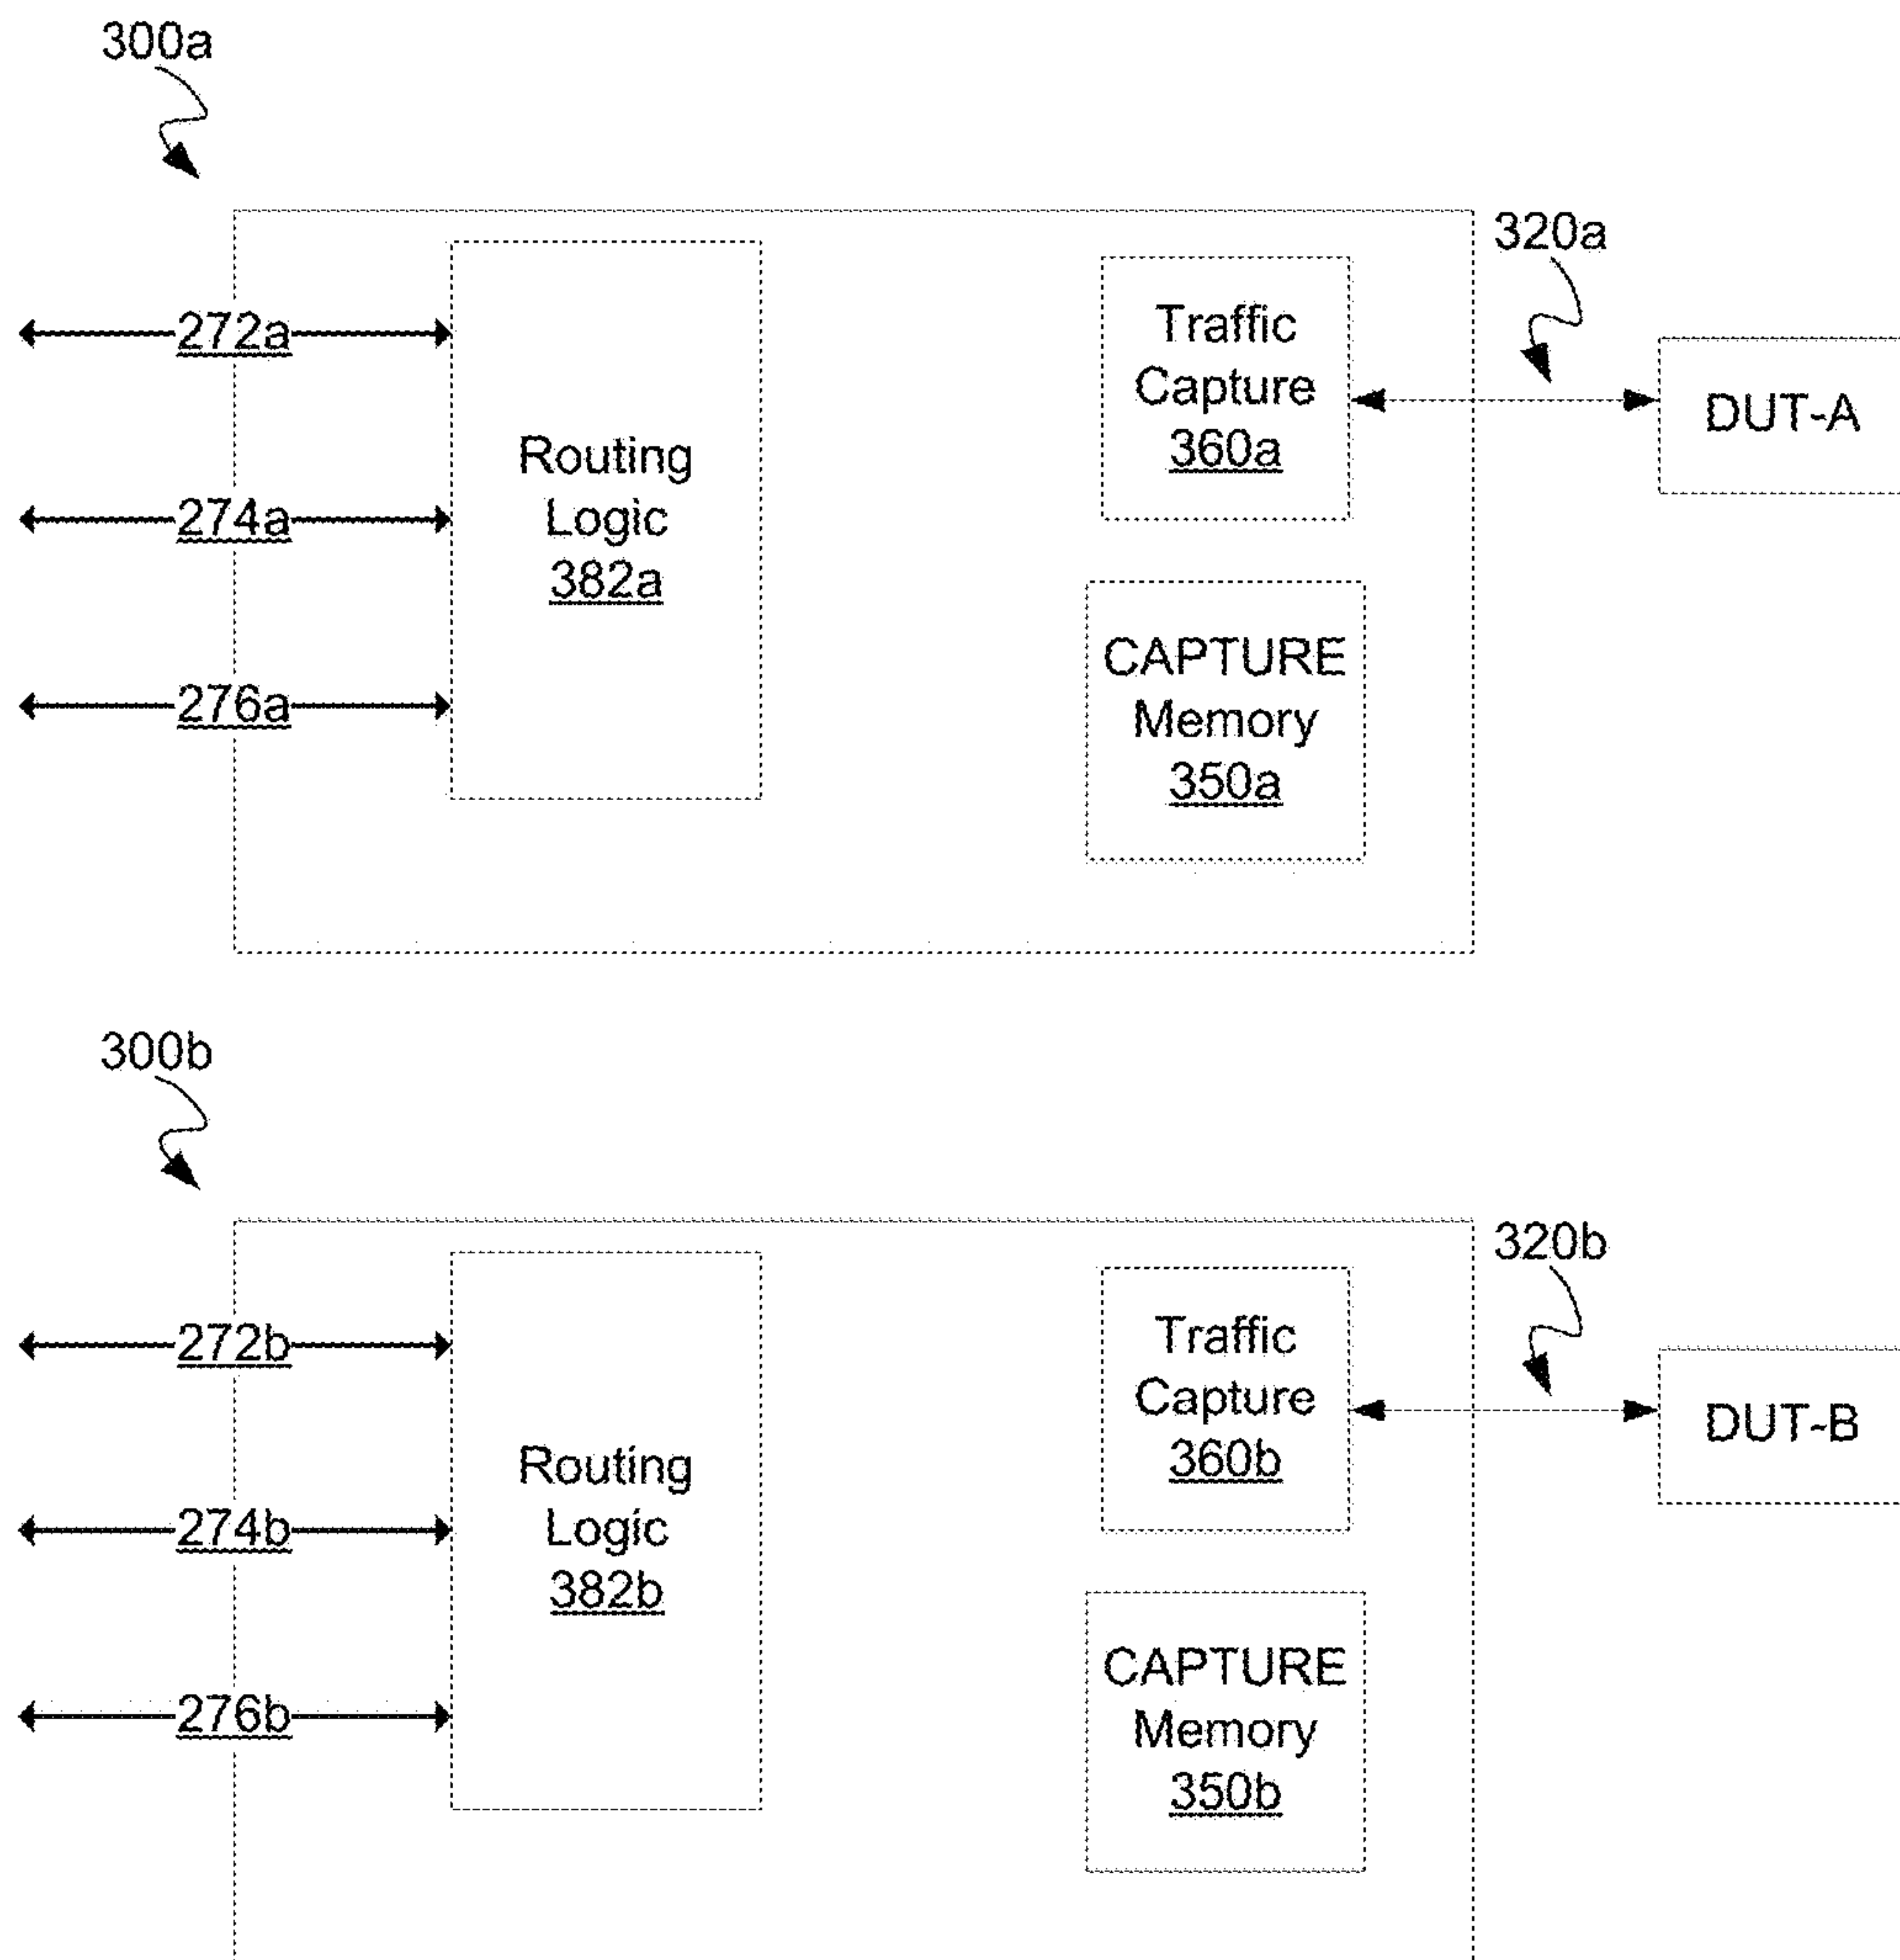 300a
320a
272a
274a
276a
Routing
Logic
382a
Traffic
Capture
360a
DUT-A
CAPTURE
Memory
350a
300b
320b
272b
274b
276b
Routing
Logic
382b
Traffic
Capture
360b
DUT-B
CAPTURE
Memory
350b